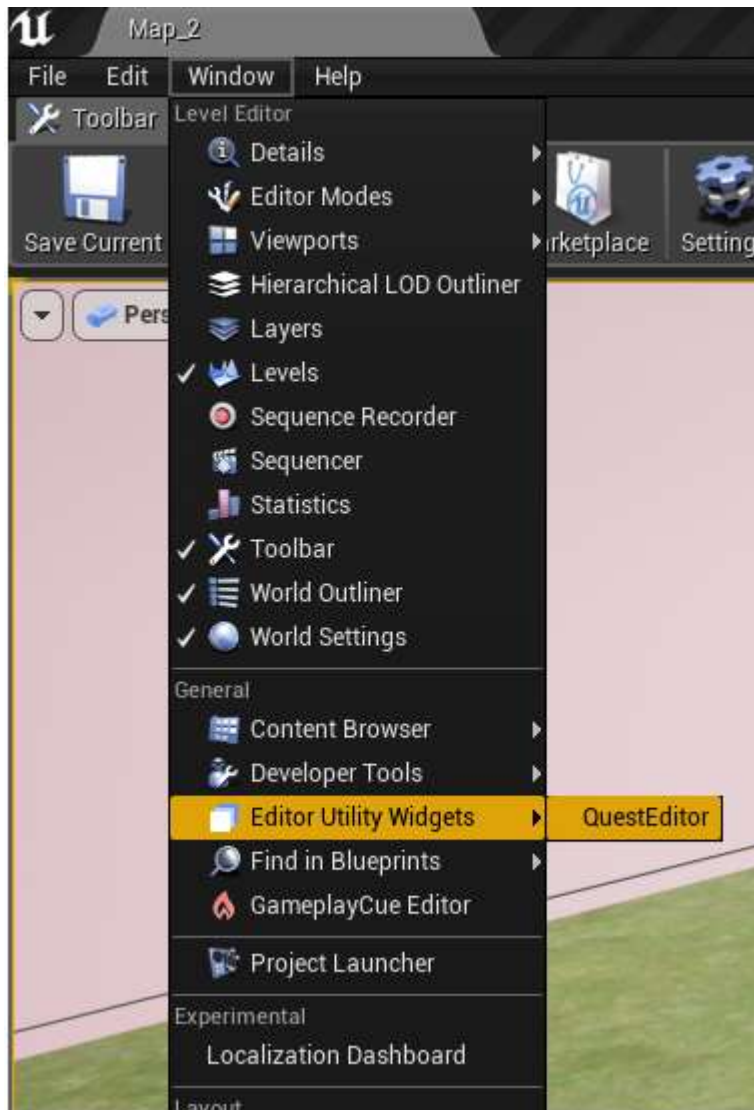 Map_2
File Edit Window Help
Toolbar
Level Editor
Details
Save Current
Editor Modes
Viewports
rketplace
Setting
Hierarchical LOD Outliner
Pers
Layers
Levels
Sequence Recorder
Sequencer
Statistics
Toolbar
World Outliner
World Settings
General
Content Browser
Developer Tools
Editor Utility Widgets
QuestEditor
Find in Blueprints
GameplayCue Editor
Project Launcher
Experimental
Localization Dashboard
Layout